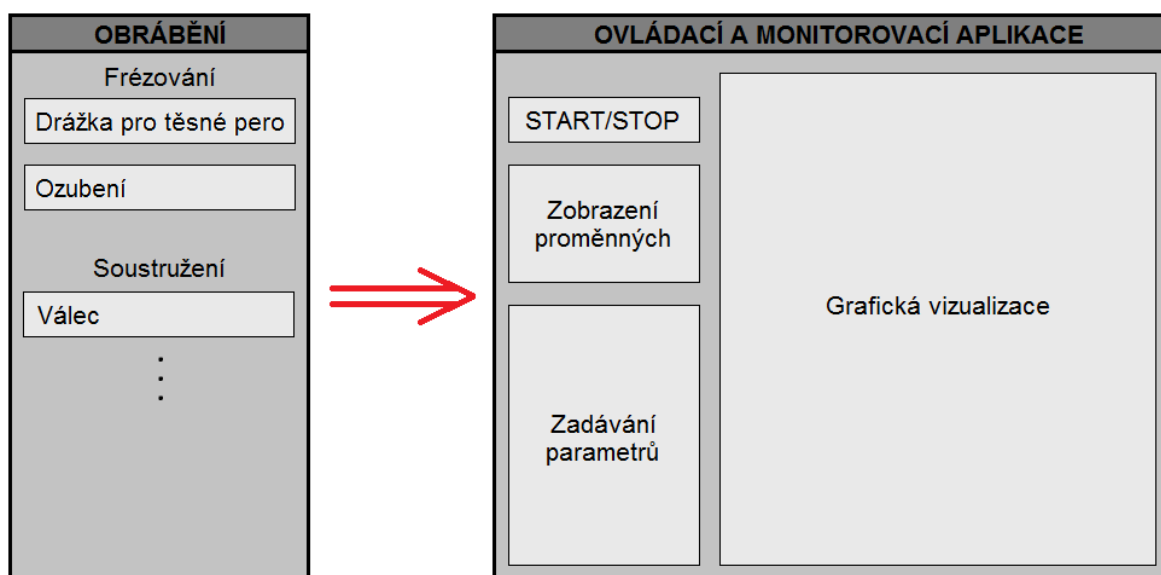 OBRÁBĚNÍ
Frézování
Drážka pro těsné pero
Ozubení
Soustružení
Válec
OVLÁDACÍ A MONITOROVACÍ APLIKACE
START/STOP
Zobrazení
proměnných
Zadávání
parametrů
Grafická vizualizace